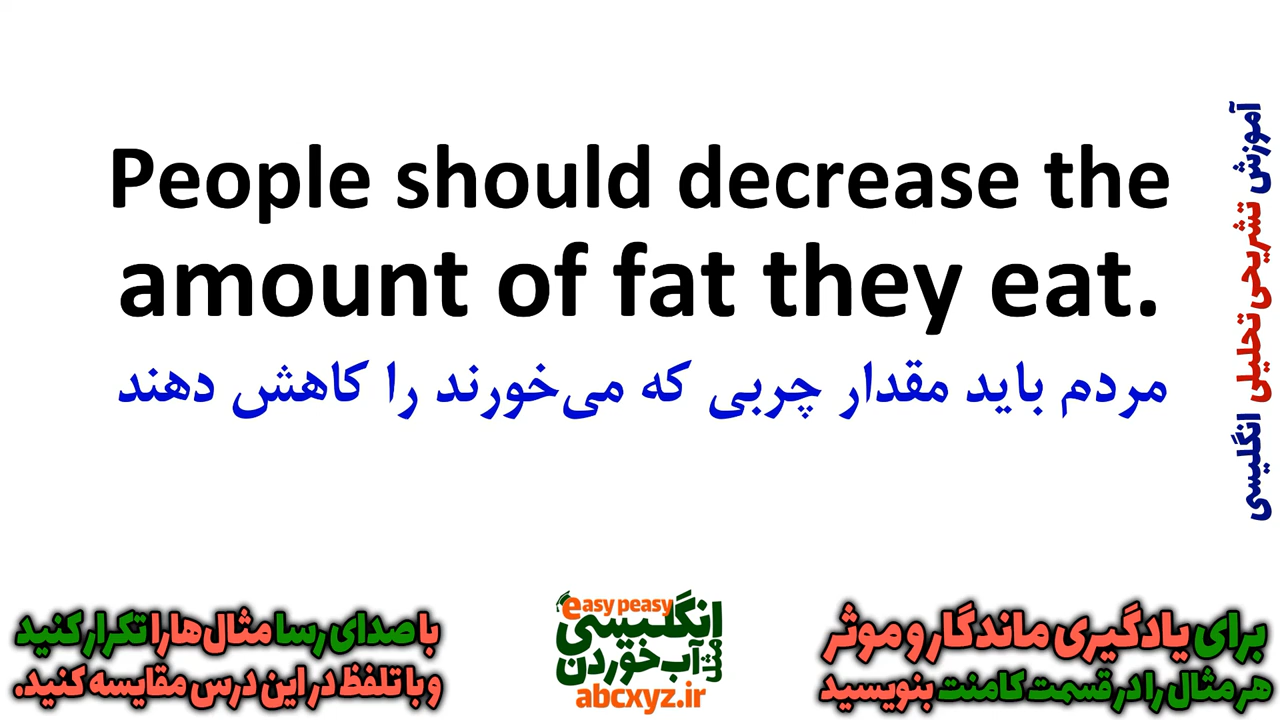 People should decrease the
amount of fat they eat.
مردم باید مقدار چربی که می‌خورند را کاهش دهند
آموزش تشریحی تحلیلی انگلیسی
برای یادگیری ماندگار و موثر
هر مثال را در قسمت کامنت بنویسید
easy peasy
انگلیسی
مثل آب خوردن
abcxyz.ir
با صدای رسا مثال‌ها را تکرار کنید
و با تلفظ در این درس مقایسه کنید.